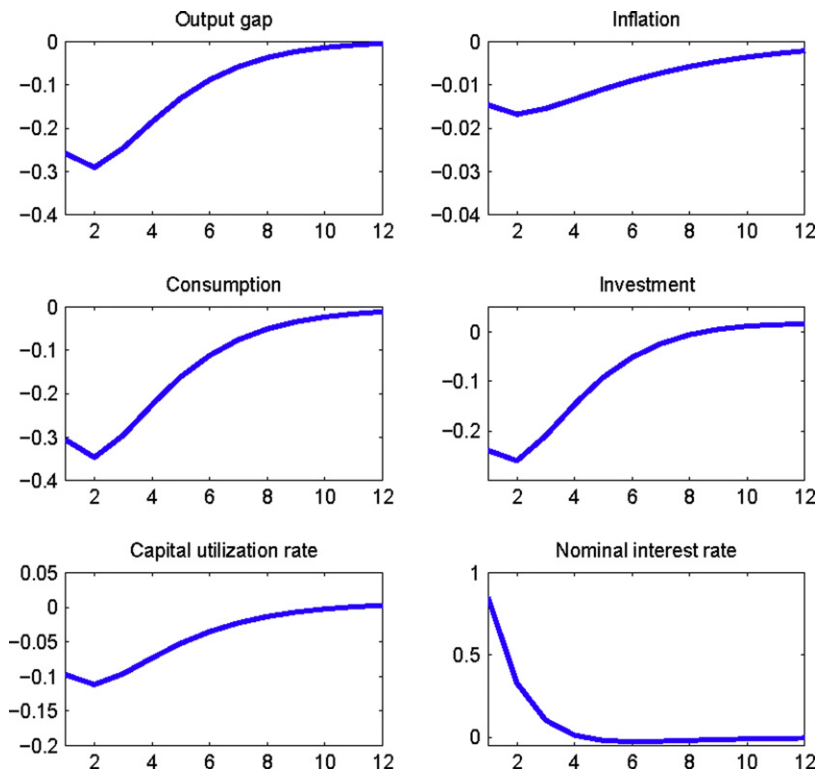 Output gap
0
−0.1
−0.2
−0.3
−0.4
2 4 6 8 10 12
Inflation
0
−0.01
−0.02
−0.03
−0.04
2 4 6 8 10 12
Consumption
0
−0.1
−0.2
−0.3
−0.4
2 4 6 8 10 12
Investment
0
−0.1
−0.2
2 4 6 8 10 12
Capital utilization rate
0.05
0
−0.05
−0.1
−0.15
−0.2
2 4 6 8 10 12
Nominal interest rate
1
0.5
0
2 4 6 8 10 12